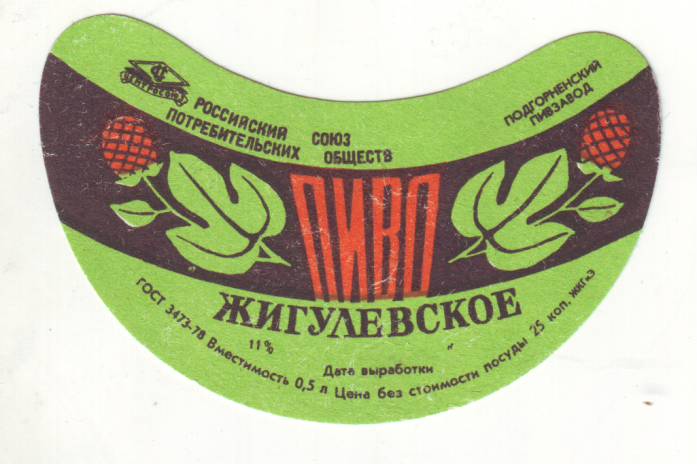 ЦЕНТРОСОЮЗ
РОССИЙСКИЙ СОЮЗ
ПОТРЕБИТЕЛЬСКИХ ОБЩЕСТВ
ПОДГОРНЕНСКИЙ
ПИВЗАВОД
ПИВО
ЖИГУЛЕВСКОЕ
11%
Дата выработки
ГОСТ 3473-78 Вместимость 0,5 л Цена без стоимости посуды 25 коп.